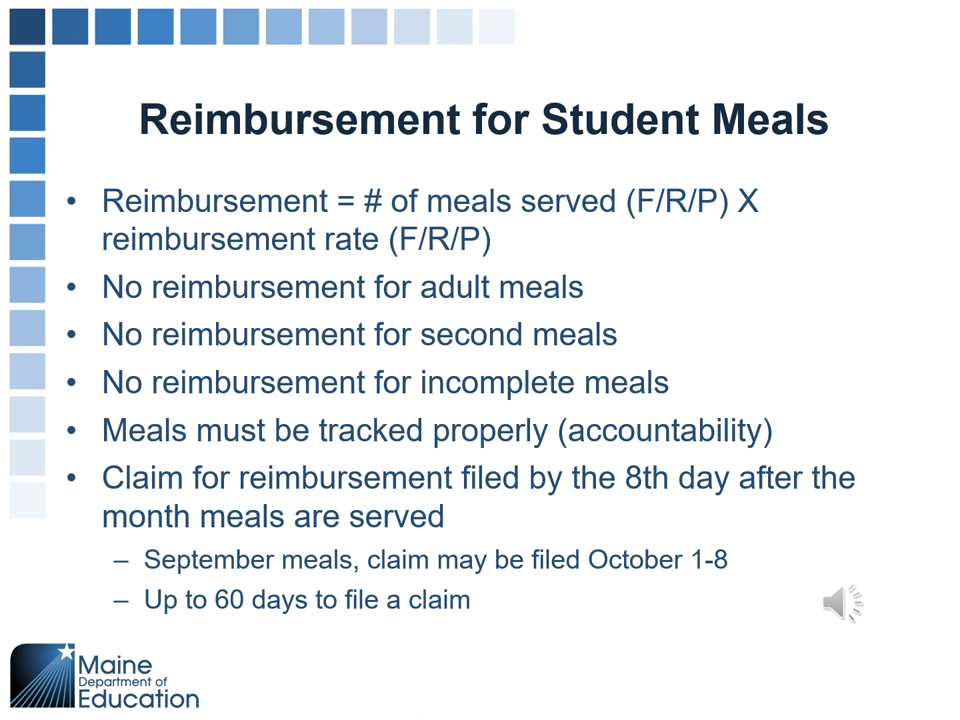 Reimbursement for Student Meals
• Reimbursement = # of meals served (F/R/P) X
reimbursement rate (F/R/P)
• No reimbursement for adult meals
• No reimbursement for second meals
• No reimbursement for incomplete meals
• Meals must be tracked properly (accountability)
• Claim for reimbursement filed by the 8th day after the
month meals are served
– September meals, claim may be filed October 1-8
– Up to 60 days to file a claim
Maine
Department of
Education